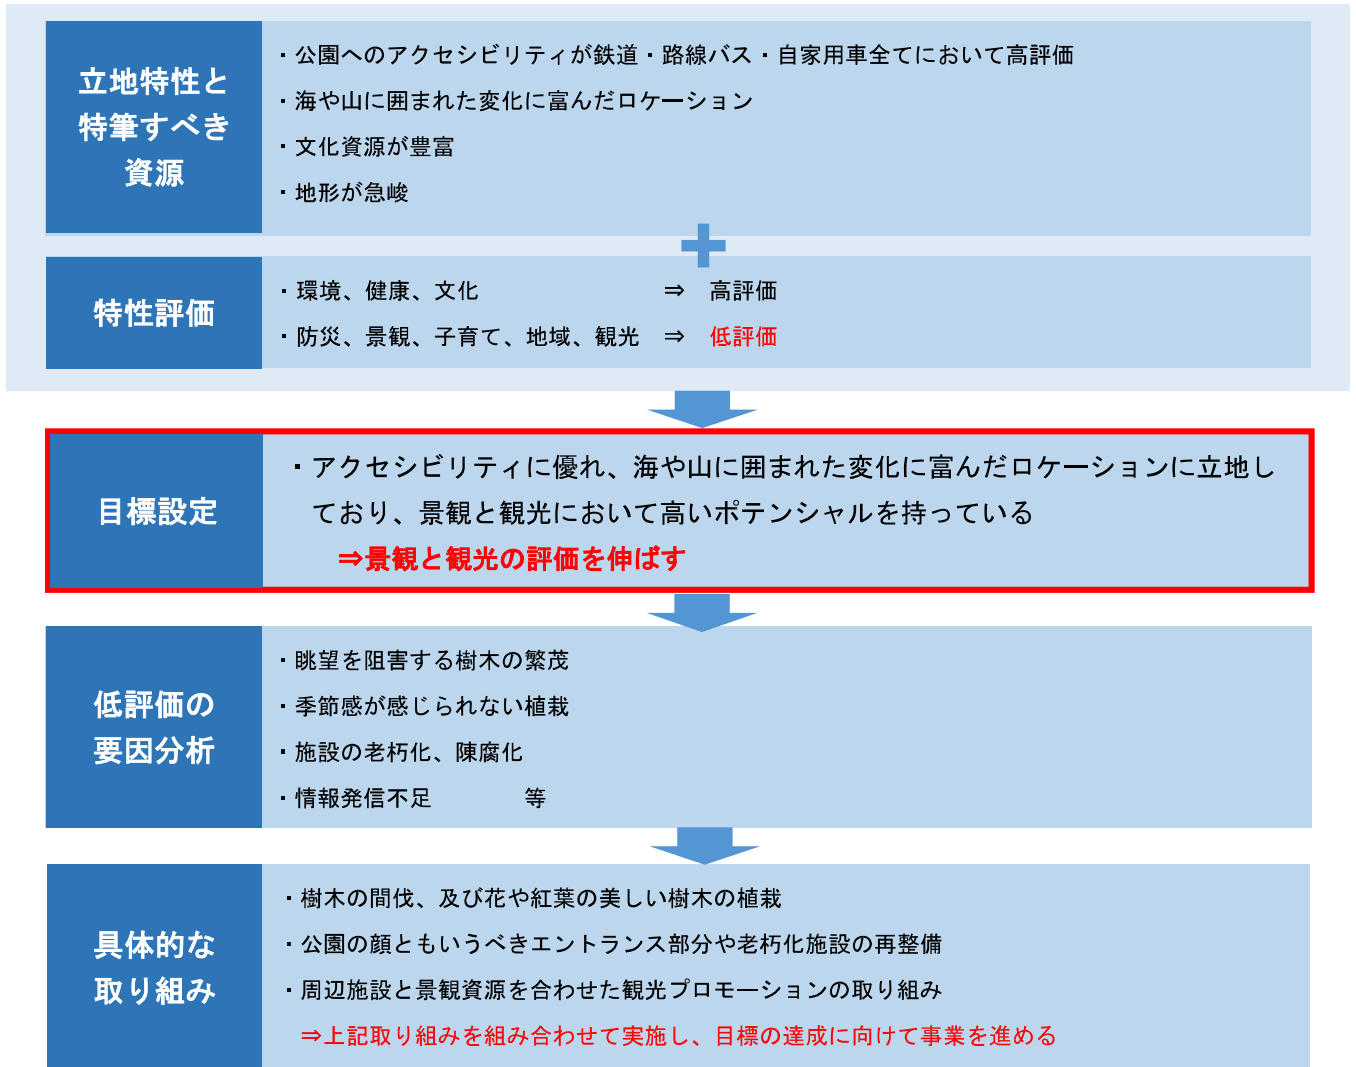 立地特性と
特筆すべき
資源
・公園へのアクセシビリティが鉄道・路線バス・自家用車全てにおいて高評価
・海や山に囲まれた変化に富んだロケーション
・文化資源が豊富
・地形が急峻
特性評価
・環境、健康、文化 ⇒ 高評価
・防災、景観、子育て、地域、観光 ⇒ 低評価
目標設定
・アクセシビリティに優れ、海や山に囲まれた変化に富んだロケーションに立地し
ており、景観と観光において高いポテンシャルを持っている
⇒景観と観光の評価を伸ばす
低評価の
要因分析
・眺望を阻害する樹木の繁茂
・季節感が感じられない植栽
・施設の老朽化、陳腐化
・情報発信不足 等
具体的な
取り組み
・樹木の間伐、及び花や紅葉の美しい樹木の植栽
・公園の顔ともいうべきエントランス部分や老朽化施設の再整備
・周辺施設と景観資源を合わせた観光プロモーションの取り組み
⇒上記取り組みを組み合わせて実施し、目標の達成に向けて事業を進める